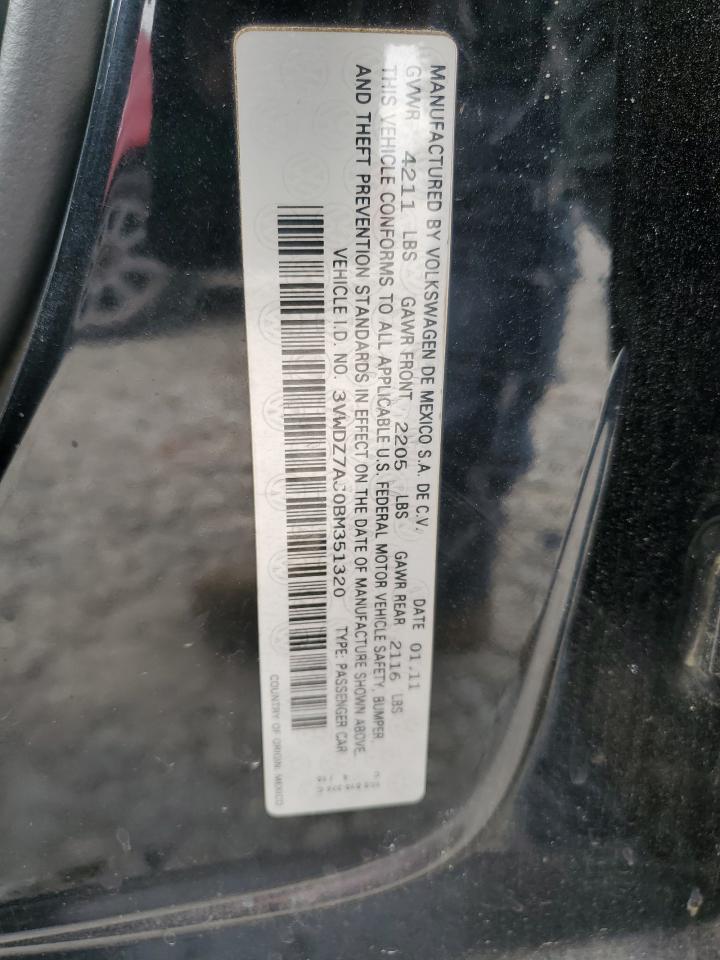 MANUFACTURED BY VOLKSWAGEN DE MEXICO S.A. DE C.V. DATE 01.11
GVWR 4211 LBS GAWR FRONT 2205 LBS GAWR REAR 2116 LBS
THIS VEHICLE CONFORMS TO ALL APPLICABLE U.S. FEDERAL MOTOR VEHICLE SAFETY, BUMPER
AND THEFT PREVENTION STANDARDS IN EFFECT ON THE DATE OF MANUFACTURE SHOWN ABOVE.
VEHICLE I.D. NO. 3VWDZ7AJ0BM351320 TYPE: PASSENGER CAR
COUNTRY OF ORIGIN: MEXICO